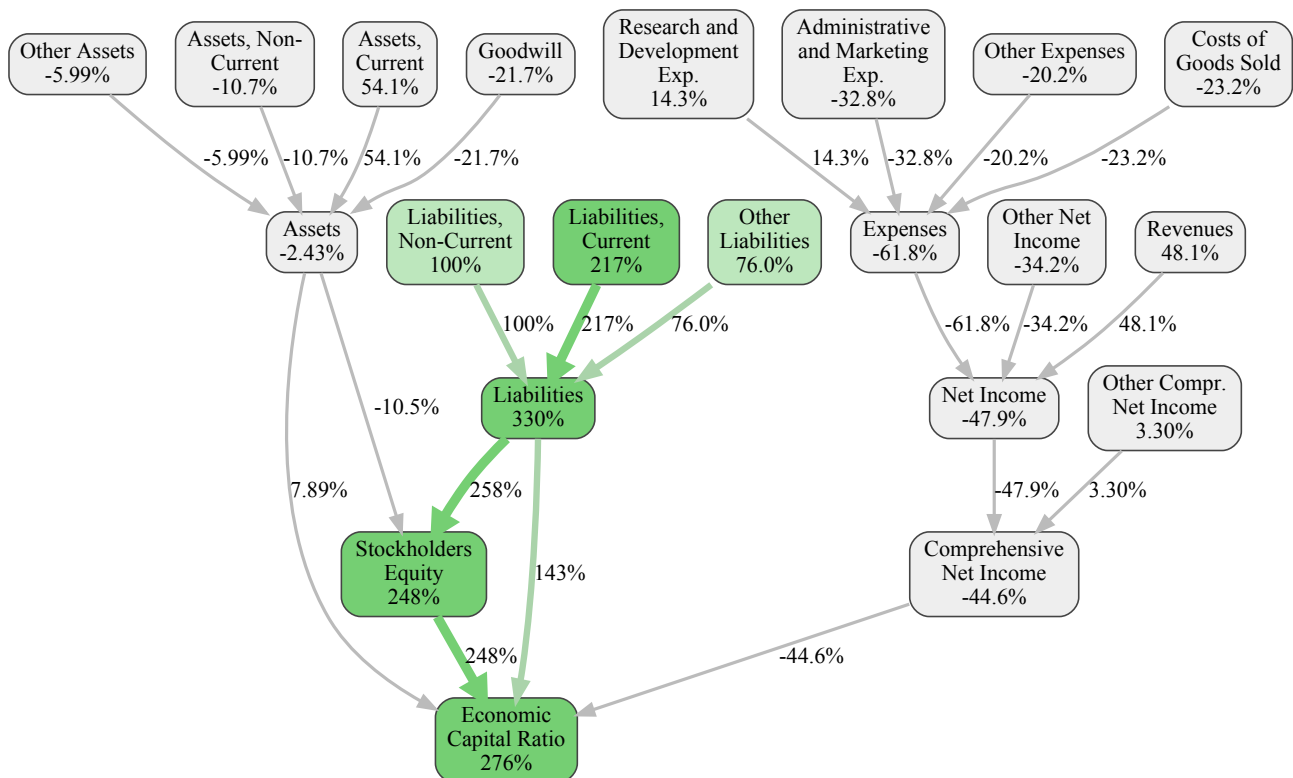 Other Assets
-5.99%
Assets, Non-
Current
-10.7%
Assets,
Current
54.1%
Goodwill
-21.7%
Research and
Development
Exp.
14.3%
Administrative
and Marketing
Exp.
-32.8%
Other Expenses
-20.2%
Costs of
Goods Sold
-23.2%
-5.99%
-10.7%
54.1%
-21.7%
14.3%
-32.8%
-20.2%
-23.2%
Assets
-2.43%
Liabilities,
Non-Current
100%
Liabilities,
Current
217%
Other
Liabilities
76.0%
Expenses
-61.8%
Other Net
Income
-34.2%
Revenues
48.1%
100%
217%
76.0%
-61.8%
-34.2%
48.1%
-10.5%
Liabilities
330%
Net Income
-47.9%
Other Compr.
Net Income
3.30%
7.89%
258%
-47.9%
3.30%
Stockholders
Equity
248%
143%
Comprehensive
Net Income
-44.6%
248%
-44.6%
Economic
Capital Ratio
276%